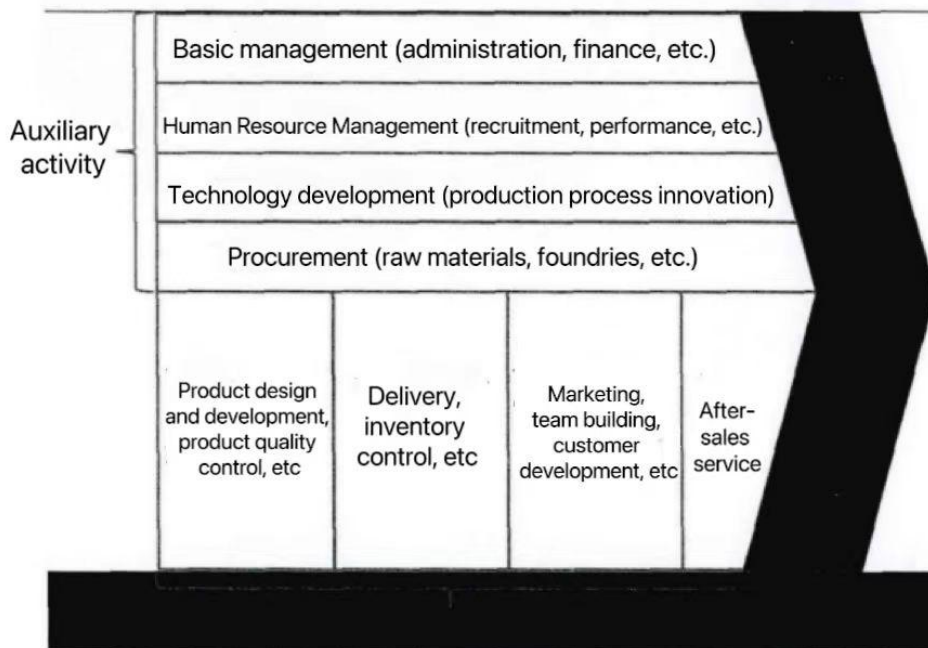 Basic management (administration, finance, etc.)
Human Resource Management (recruitment, performance, etc.)
Auxiliary
activity
Technology development (production process innovation)
Procurement (raw materials, foundries, etc.)
Product design
and development,
product quality
control, etc
Delivery,
inventory
control, etc
Marketing,
team building,
customer
development, etc
After-
sales
service